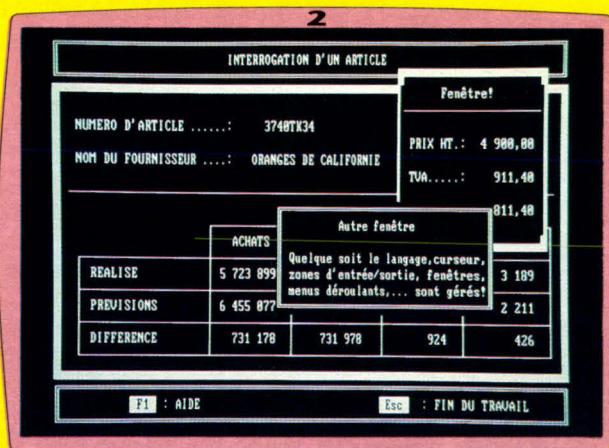 2
INTERROGATION D'UN ARTICLE
Fenêtre!
NUMERO D'ARTICLE ......: 3740TX34
PRIX HT.: 4 900,00
NOM DU FOURNISSEUR ....: ORANGES DE CALIFORNIE
TVA.....: 911,40
811,40
Autre fenêtre
ACHATS
Quelque soit le langage,curseur,
zones d'entrée/sortie, fenêtres,
menus déroulants,... sont gérés!
REALISE 5 723 899 3 189
PREVISIONS 6 455 077 2 211
DIFFERENCE 731 178 731 978 924 426
F1 : AIDE Esc : FIN DU TRAVAIL